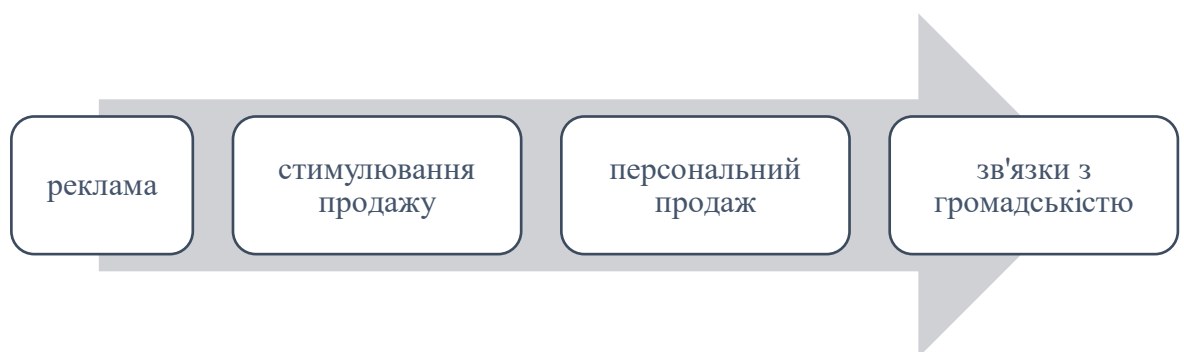 реклама
стимулювання
продажу
персональний
продаж
зв'язки з
громадськістю